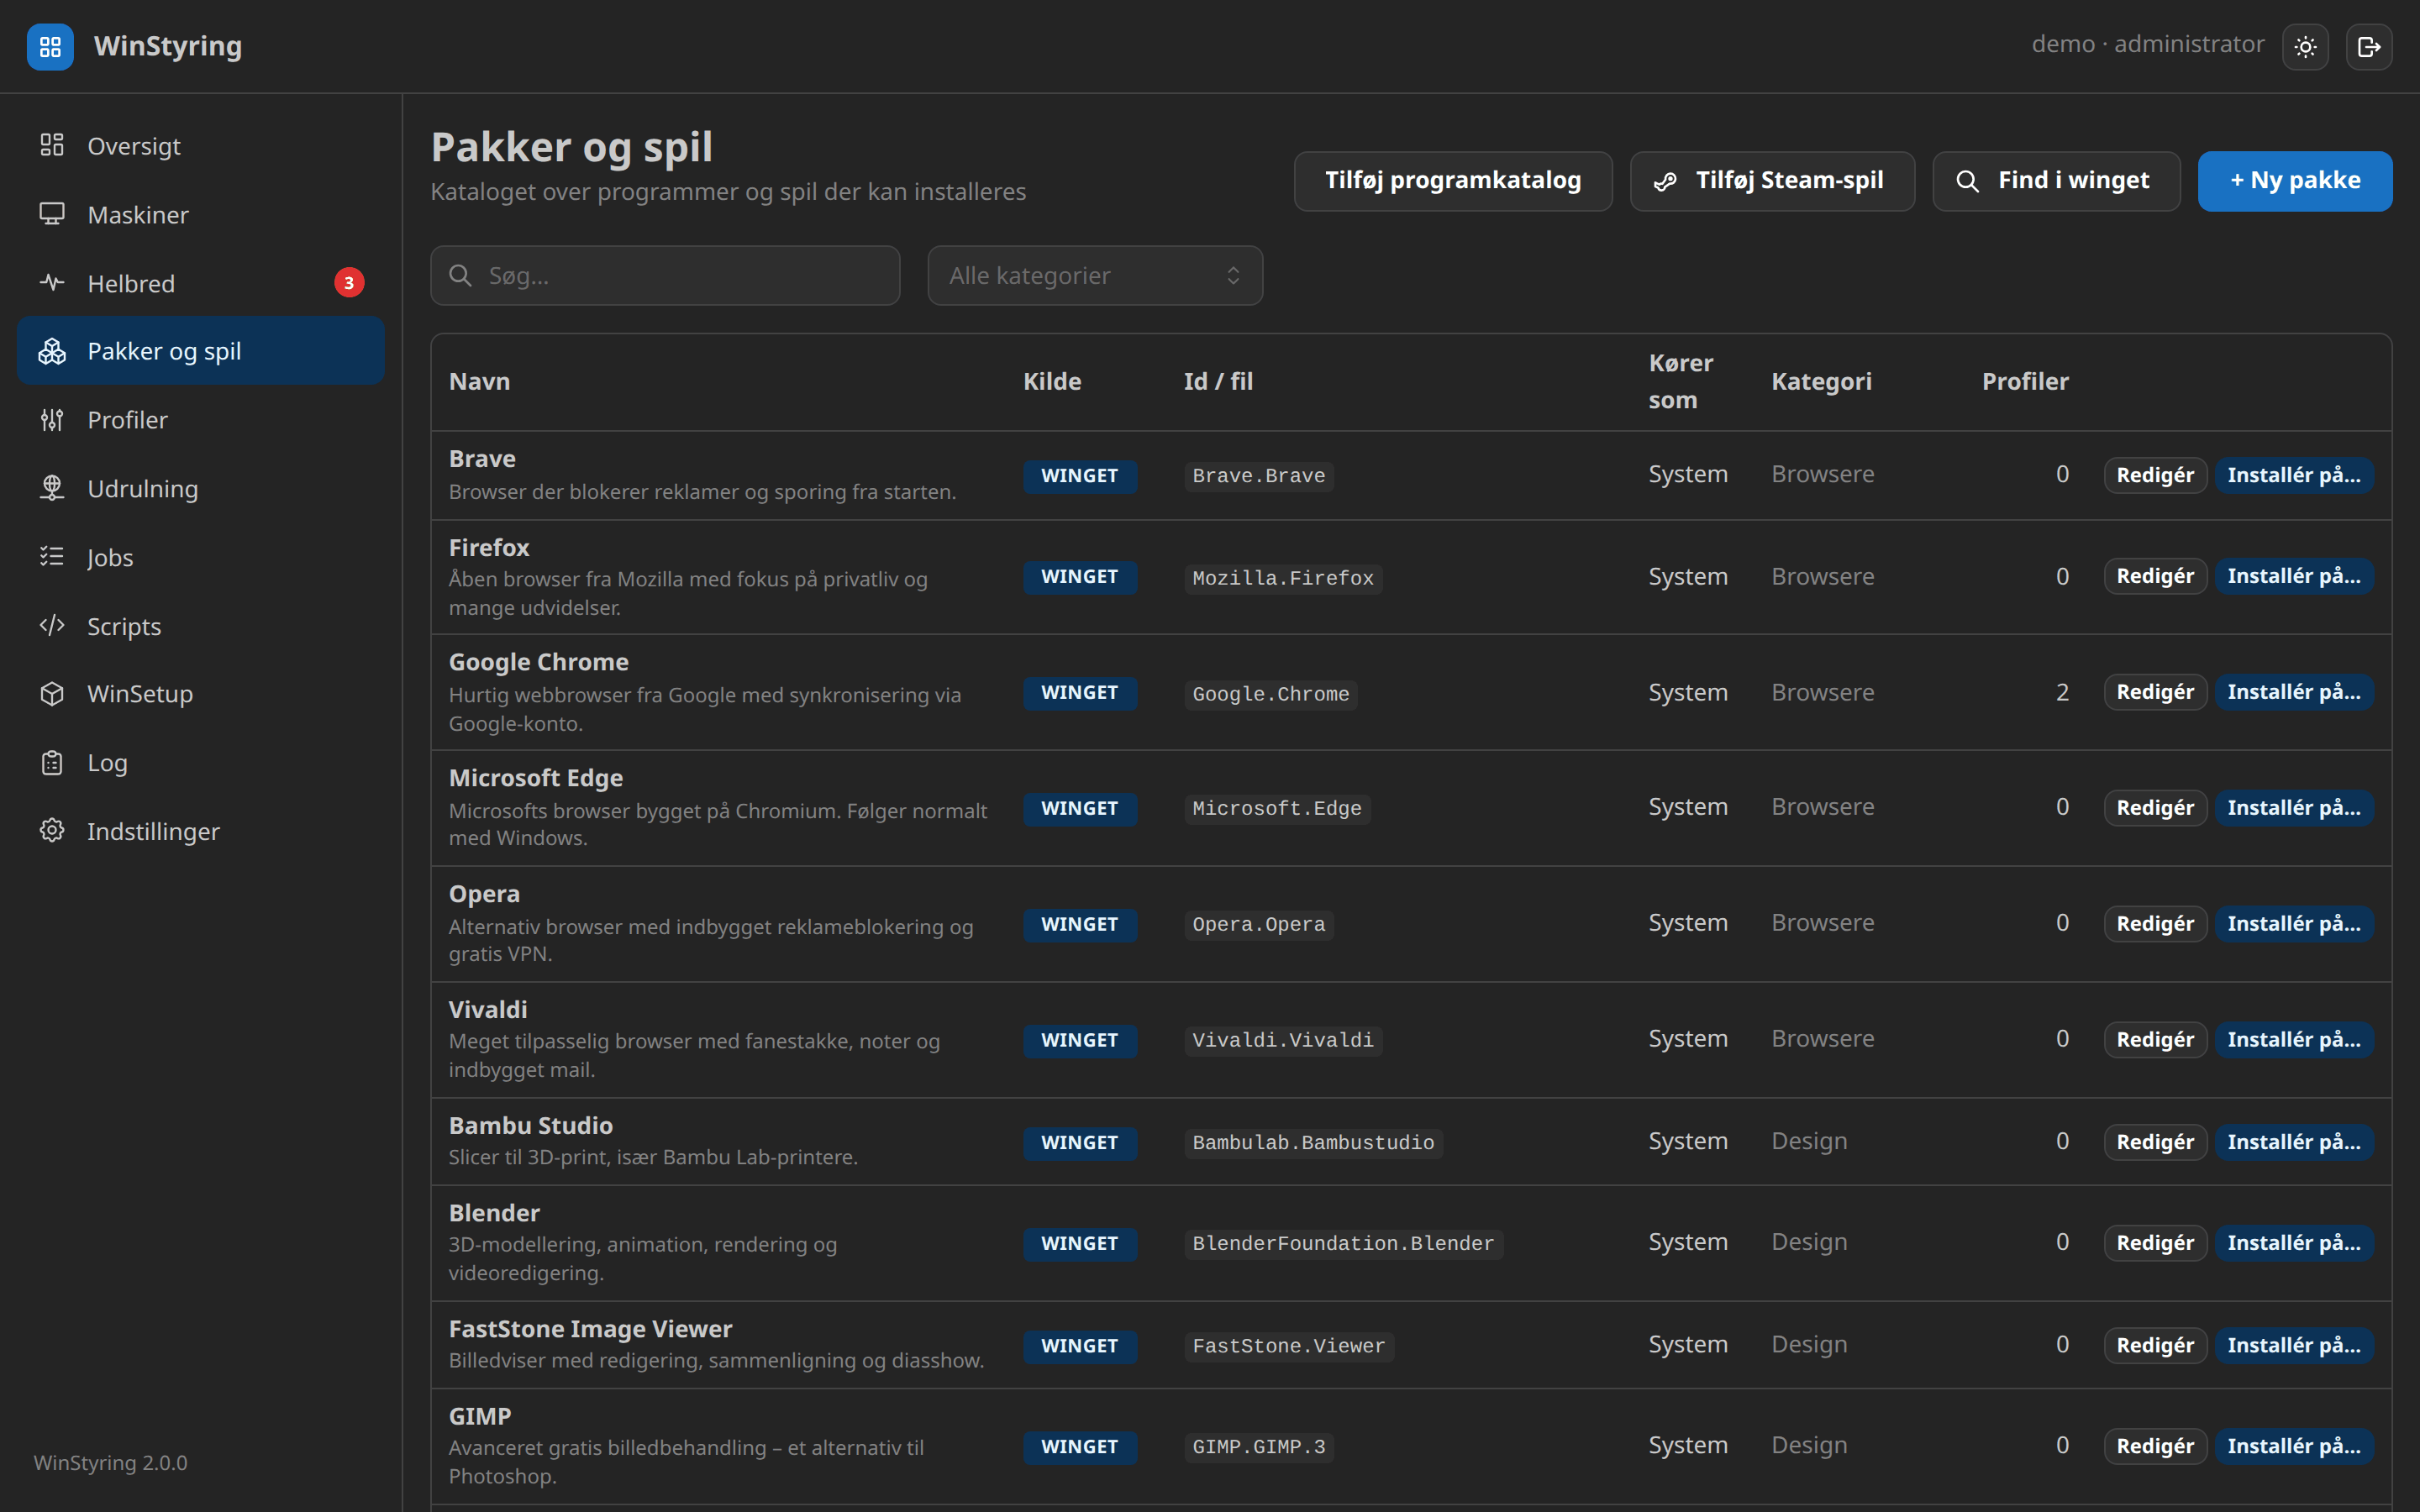 WinStyring
demo · administrator
Oversigt
Maskiner
Helbred 3
Pakker og spil
Profiler
Udrulning
Jobs
Scripts
WinSetup
Log
Indstillinger
WinStyring 2.0.0
Pakker og spil
Kataloget over programmer og spil der kan installeres
Tilføj programkatalog
Tilføj Steam-spil
Find i winget
+ Ny pakke
Søg...
Alle kategorier
Navn Kilde Id / fil Kører som Kategori Profiler
Brave
Browser der blokerer reklamer og sporing fra starten.
WINGET Brave.Brave System Browsere 0 Redigér Installér på...
Firefox
Åben browser fra Mozilla med fokus på privatliv og
mange udvidelser.
WINGET Mozilla.Firefox System Browsere 0 Redigér Installér på...
Google Chrome
Hurtig webbrowser fra Google med synkronisering via
Google-konto.
WINGET Google.Chrome System Browsere 2 Redigér Installér på...
Microsoft Edge
Microsofts browser bygget på Chromium. Følger normalt
med Windows.
WINGET Microsoft.Edge System Browsere 0 Redigér Installér på...
Opera
Alternativ browser med indbygget reklameblokering og
gratis VPN.
WINGET Opera.Opera System Browsere 0 Redigér Installér på...
Vivaldi
Meget tilpasselig browser med fanestakke, noter og
indbygget mail.
WINGET Vivaldi.Vivaldi System Browsere 0 Redigér Installér på...
Bambu Studio
Slicer til 3D-print, især Bambu Lab-printere.
WINGET Bambulab.Bambustudio System Design 0 Redigér Installér på...
Blender
3D-modellering, animation, rendering og
videoredigering.
WINGET BlenderFoundation.Blender System Design 0 Redigér Installér på...
FastStone Image Viewer
Billedviser med redigering, sammenligning og diasshow.
WINGET FastStone.Viewer System Design 0 Redigér Installér på...
GIMP
Avanceret gratis billedbehandling – et alternativ til
Photoshop.
WINGET GIMP.GIMP.3 System Design 0 Redigér Installér på...